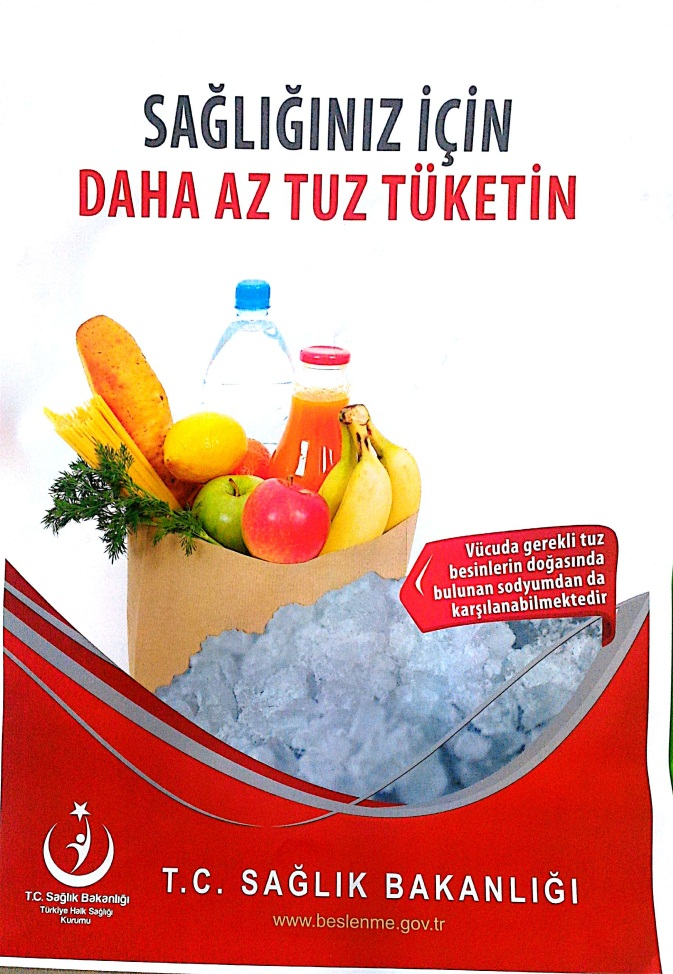 SAĞLIĞINIZ İÇİN
DAHA AZ TUZ TÜKETİN
Vücuda gerekli tuz
besinlerin doğasında
bulunan sodyumdan da
karşılanabilmektedir
T.C. Sağlık Bakanlığı
Türkiye Halk Sağlığı
Kurumu
T.C. SAĞLIK BAKANLIĞI
www.beslenme.gov.tr